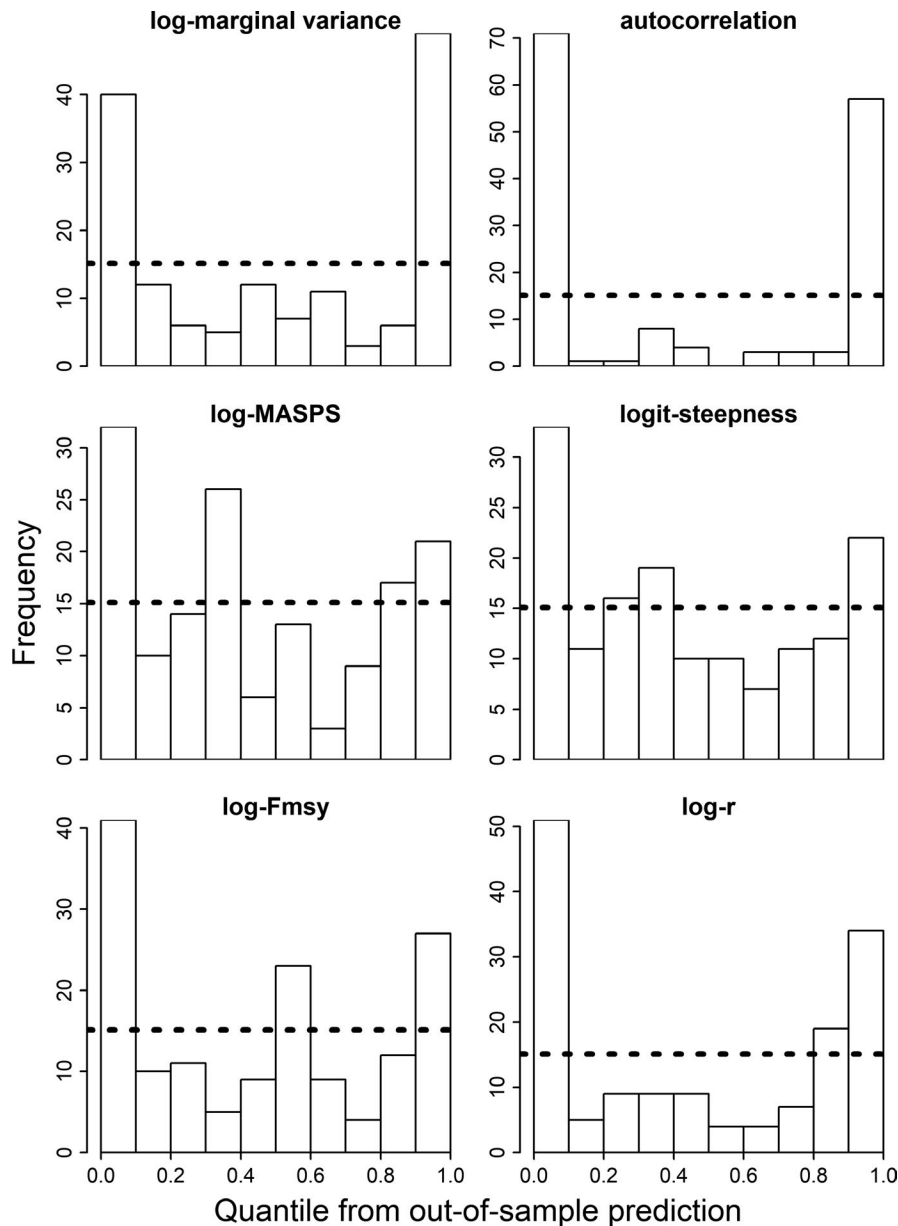 log-marginal variance
autocorrelation
0 10 20 30 40
0 10 20 30 40 50 60 70
log-MASPS
logit-steepness
0 5 10 15 20 25 30
0 5 10 15 20 25 30
Frequency
log-Fmsy
log-r
0 10 20 30 40
0 10 20 30 40 50
0.0 0.2 0.4 0.6 0.8 1.0
0.0 0.2 0.4 0.6 0.8 1.0
Quantile from out-of-sample prediction